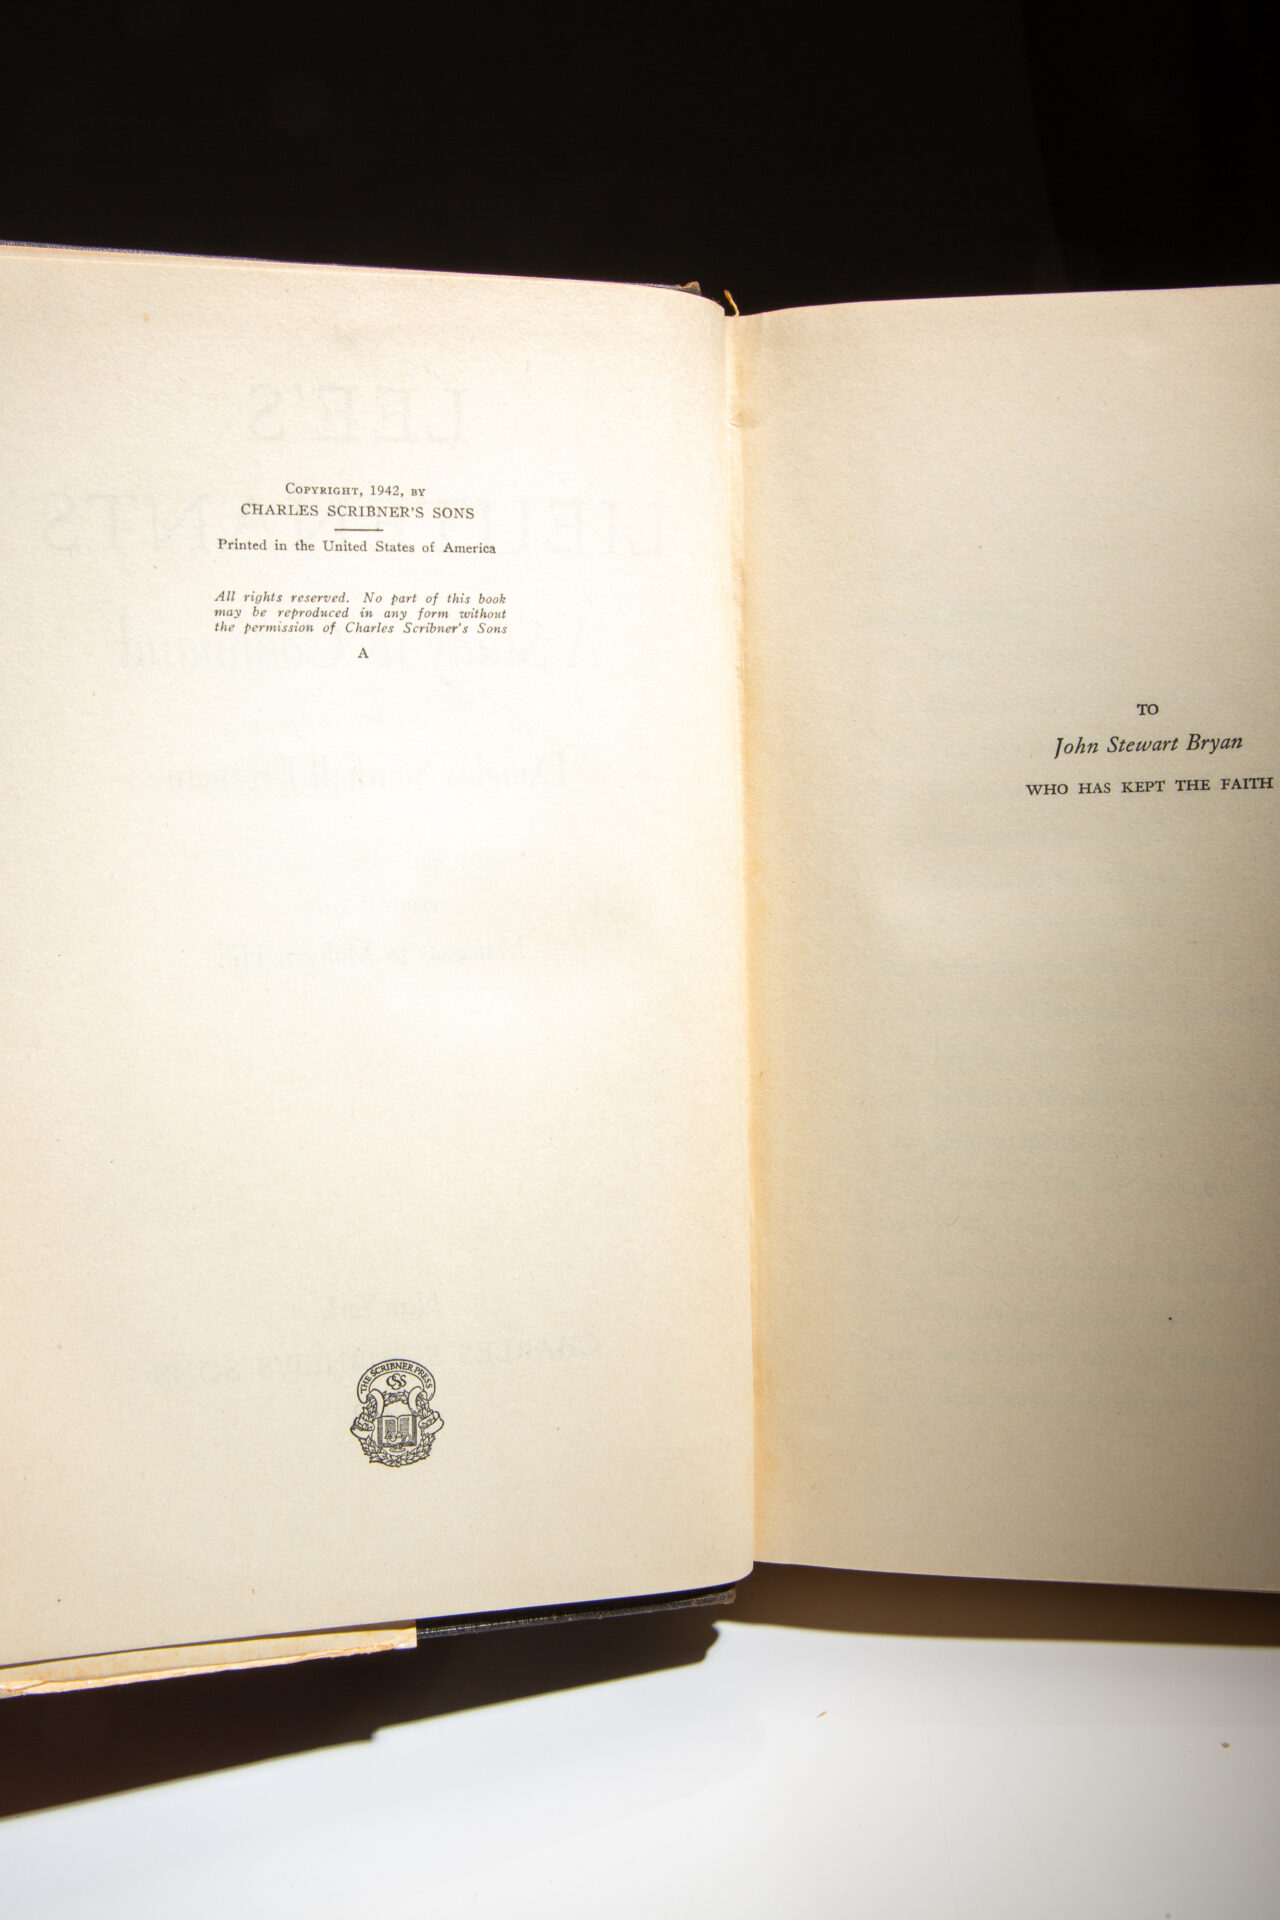 COPYRIGHT, 1942, BY
CHARLES SCRIBNER'S SONS
Printed in the United States of America
All rights reserved. No part of this book
may be reproduced in any form without
the permission of Charles Scribner's Sons
A
THE SCRIBNER PRESS
CSS
TO
John Stewart Bryan
WHO HAS KEPT THE FAITH